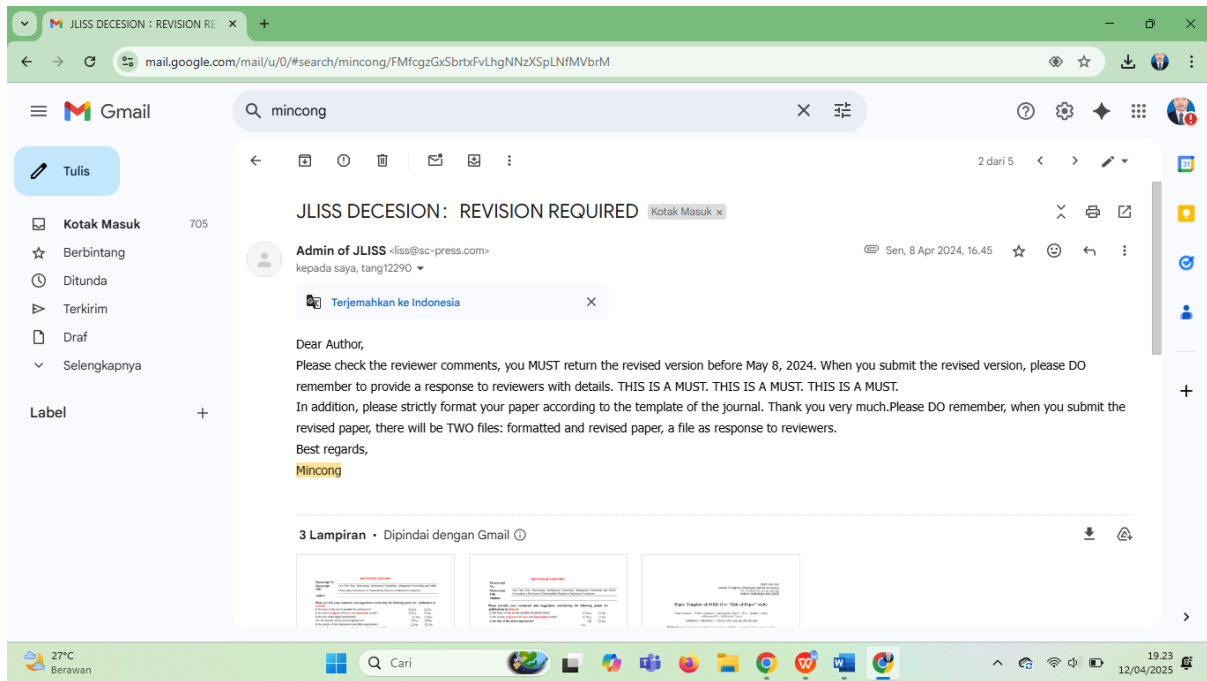 JLISS DECESION : REVISION RE
mail.google.com/mail/u/0/#search/mincong/FMfcgzGxSbrtxFvLhgNNzXSpLNfMVbrM
Gmail
mincong
Tulis
2 dari 5
31
Kotak Masuk 705
Berbintang
Ditunda
Terkirim
Draf
Selengkapnya
Label
JLISS DECESION: REVISION REQUIRED
Kotak Masuk x
Admin of JLISS <liss@sc-press.com>
Sen, 8 Apr 2024, 16.45
kepada saya, tang12290
Terjemahkan ke Indonesia
Dear Author,
Please check the reviewer comments, you MUST return the revised version before May 8, 2024. When you submit the revised version, please DO
remember to provide a response to reviewers with details. THIS IS A MUST. THIS IS A MUST. THIS IS A MUST.
In addition, please strictly format your paper according to the template of the journal. Thank you very much.Please DO remember, when you submit the
revised paper, there will be TWO files: formatted and revised paper, a file as response to reviewers.
Best regards,
Mincong
3 Lampiran • Dipindai dengan Gmail
27°C
Berawan
Cari
19.23
12/04/2025